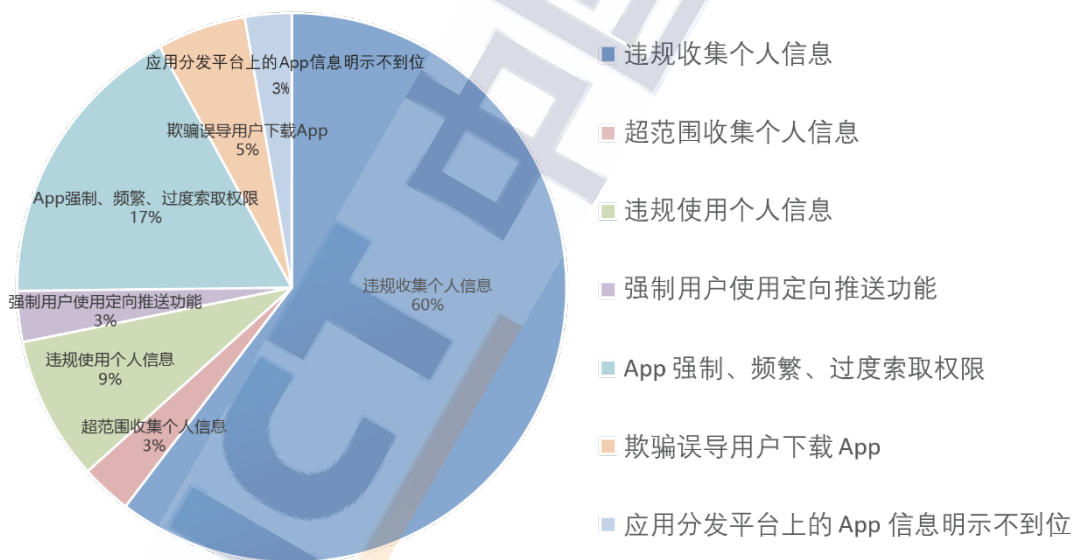 应用分发平台上的App信息明示不到位
3%
欺骗误导用户下载App
5%
App强制、频繁、过度索取权限
17%
强制用户使用定向推送功能
3%
违规使用个人信息
9%
超范围收集个人信息
3%
违规收集个人信息
60%
违规收集个人信息
超范围收集个人信息
违规使用个人信息
强制用户使用定向推送功能
App 强制、频繁、过度索取权限
欺骗误导用户下载 App
应用分发平台上的 App 信息明示不到位